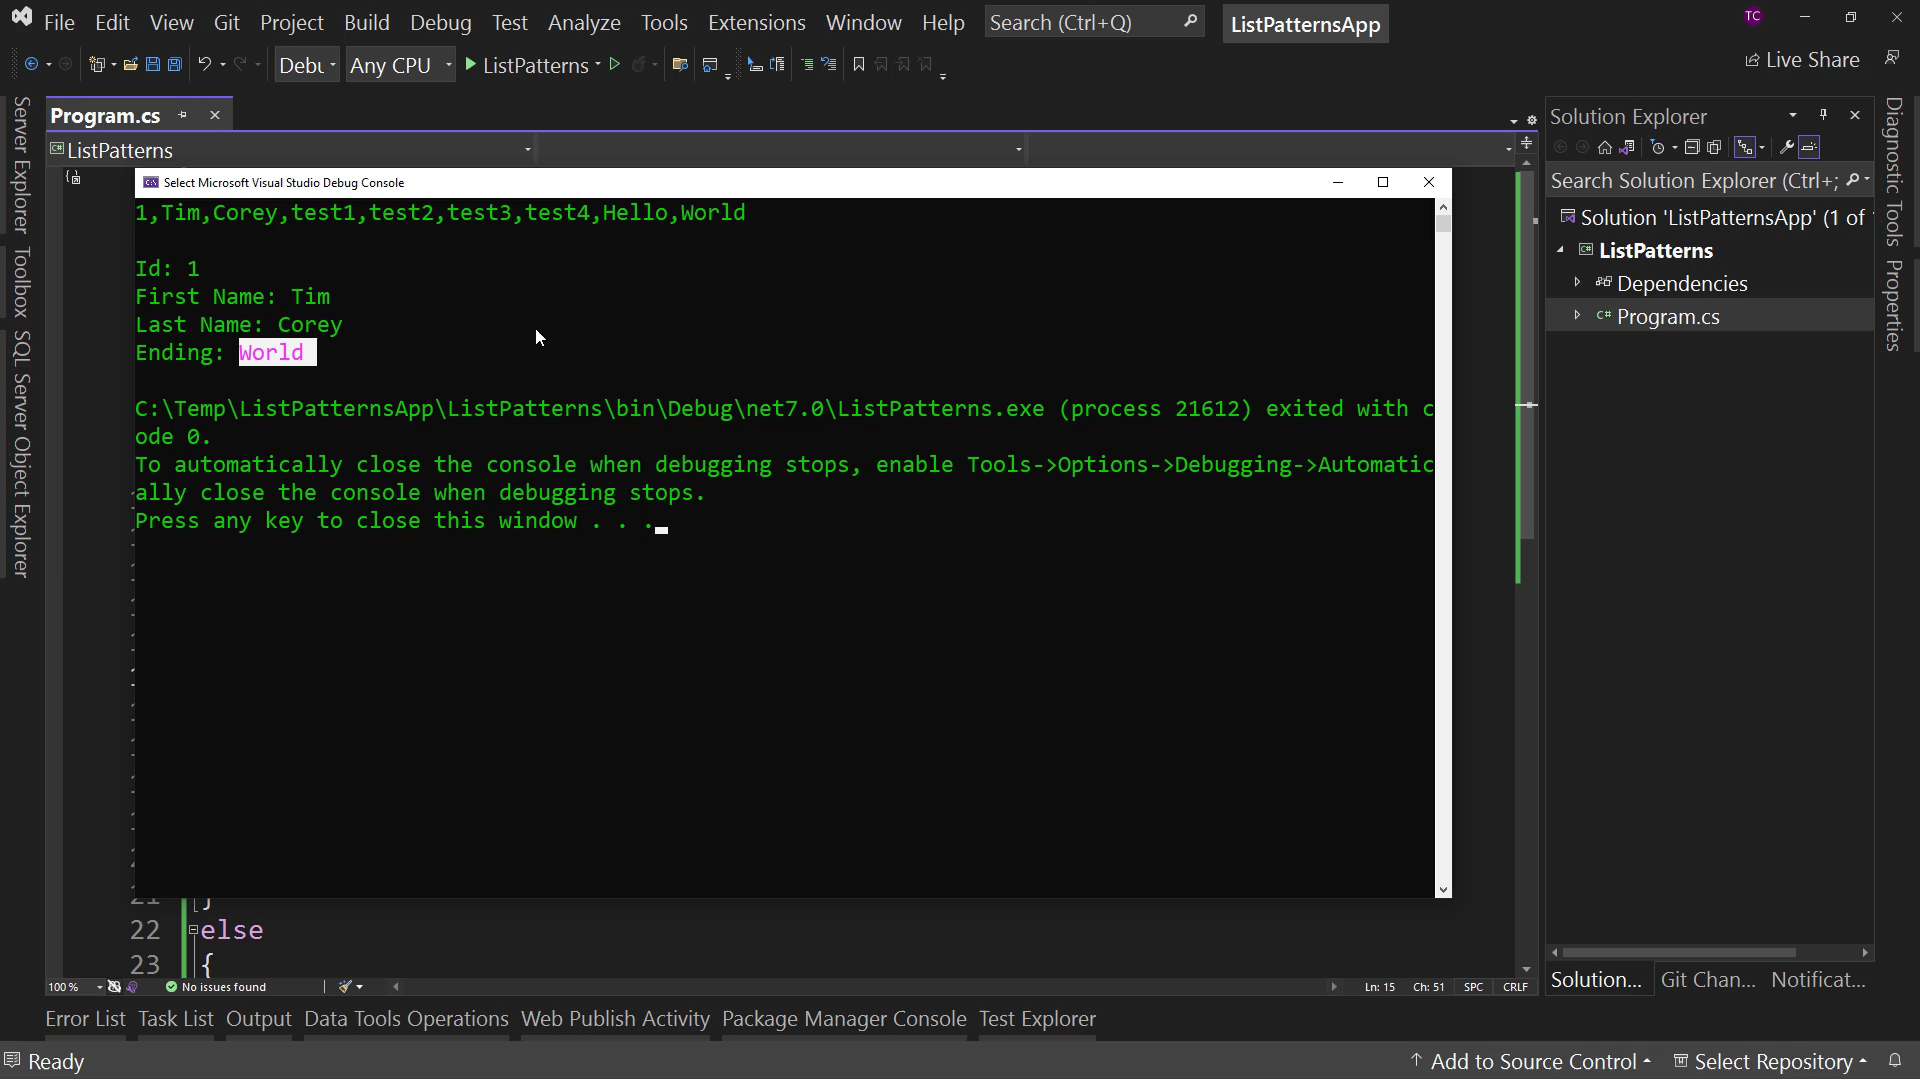 File Edit View Git Project Build Debug Test Analyze Tools Extensions Window Help Search (Ctrl+Q) ListPatternsApp TC
Debu Any CPU ListPatterns Live Share
Server Explorer
Toolbox
SQL Server Object Explorer
Program.cs
ListPatterns
Select Microsoft Visual Studio Debug Console
1,Tim,Corey,test1,test2,test3,test4,Hello,World
Id: 1
First Name: Tim
Last Name: Corey
Ending: World
C:\Temp\ListPatternsApp\ListPatterns\bin\Debug\net7.0\ListPatterns.exe (process 21612) exited with c
ode 0.
To automatically close the console when debugging stops, enable Tools->Options->Debugging->Automatic
ally close the console when debugging stops.
Press any key to close this window . . .
21 }
22 else
23 {
100 % No issues found Ln: 15 Ch: 51 SPC CRLF
Solution Explorer
Search Solution Explorer (Ctrl+;
Solution 'ListPatternsApp' (1 of
ListPatterns
Dependencies
Program.cs
Solution... Git Chan... Notificat...
Diagnostic Tools
Properties
Error List Task List Output Data Tools Operations Web Publish Activity Package Manager Console Test Explorer
Ready Add to Source Control Select Repository